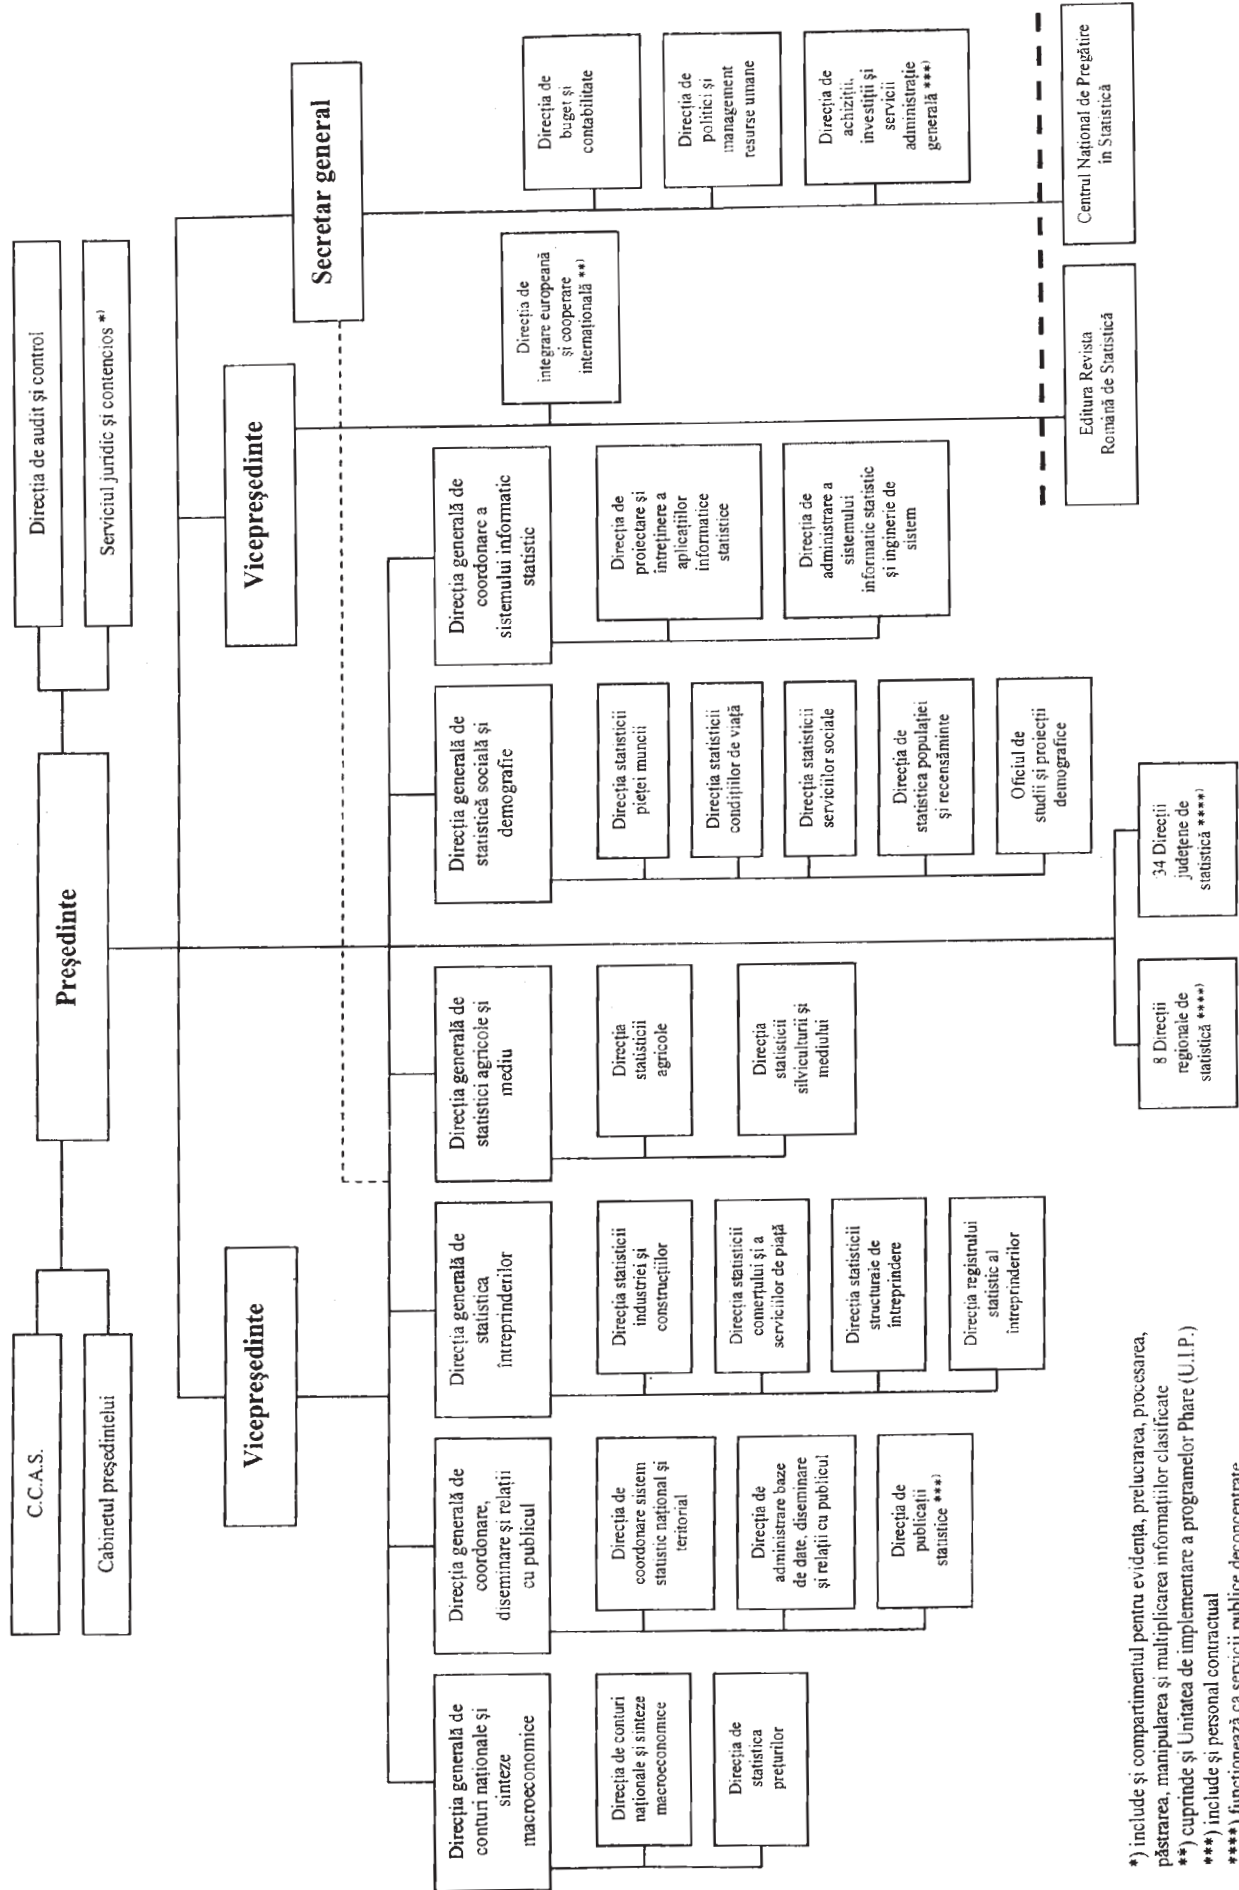 C.C.A.S.
Cabinetul președintelui
Președinte
Direcția de audit și control
Serviciul juridic și contencios *)
Vicepreședinte
Vicepreședinte
Secretar general
Direcția generală de
conturi naționale și
sinteze
macroeconomice
Direcția de conturi
naționale și sinteze
macroeconomice
Direcția de
statistica
prețurilor
Direcția generală de
coordonare,
diseminare și relații
cu publicul
Direcția de
coordonare sistem
statistic național și
teritorial
Direcția de
administrare baze
de date, diseminare
și relații cu publicul
Direcția de
publicații
statistice ***)
Direcția generală de
statistica
întreprinderilor
Direcția statisticii
industriei și
construcțiilor
Direcția statisticii
comerțului și a
serviciilor de piață
Direcția statisticii
structurale de
întreprindere
Direcția registrului
statistic al
întreprinderilor
Direcția generală de
statistici agricole și
mediu
Direcția
statisticii
agricole
Direcția
statisticii
silviculturii și
mediului
Direcția generală de
statistică socială și
demografie
Direcția statisticii
pieței muncii
Direcția statisticii
condițiilor de viață
Direcția statisticii
serviciilor sociale
Direcția de
statistica populației
și recensăminte
Oficiul de
studii și proiecții
demografice
Direcția generală de
coordonare a
sistemului informatic
statistic
Direcția de
proiectare și
întreținere a
aplicațiilor
informatice
statistice
Direcția de
administrare a
sistemului
informatic statistic
și inginerie de
sistem
Direcția de
integrare europeană
și cooperare
internațională **)
Direcția de
buget și
contabilitate
Direcția de
politici și
management
resurse umane
Direcția de
achiziții,
investiții și
servicii
administrație
generală ***)
8 Direcții
regionale de
statistică ****)
34 Direcții
județene de
statistică ****)
Editura Revista
Română de Statistică
Centrul Național de Pregătire
în Statistică
*) include și compartimentul pentru evidența, prelucrarea, procesarea,
păstrarea, manipularea și multiplicarea informațiilor clasificate
**) cuprinde și Unitatea de implementare a programelor Phare (U.I.P.)
***) include și personal contractual
****) funcționează ca servicii publice deconcentrate